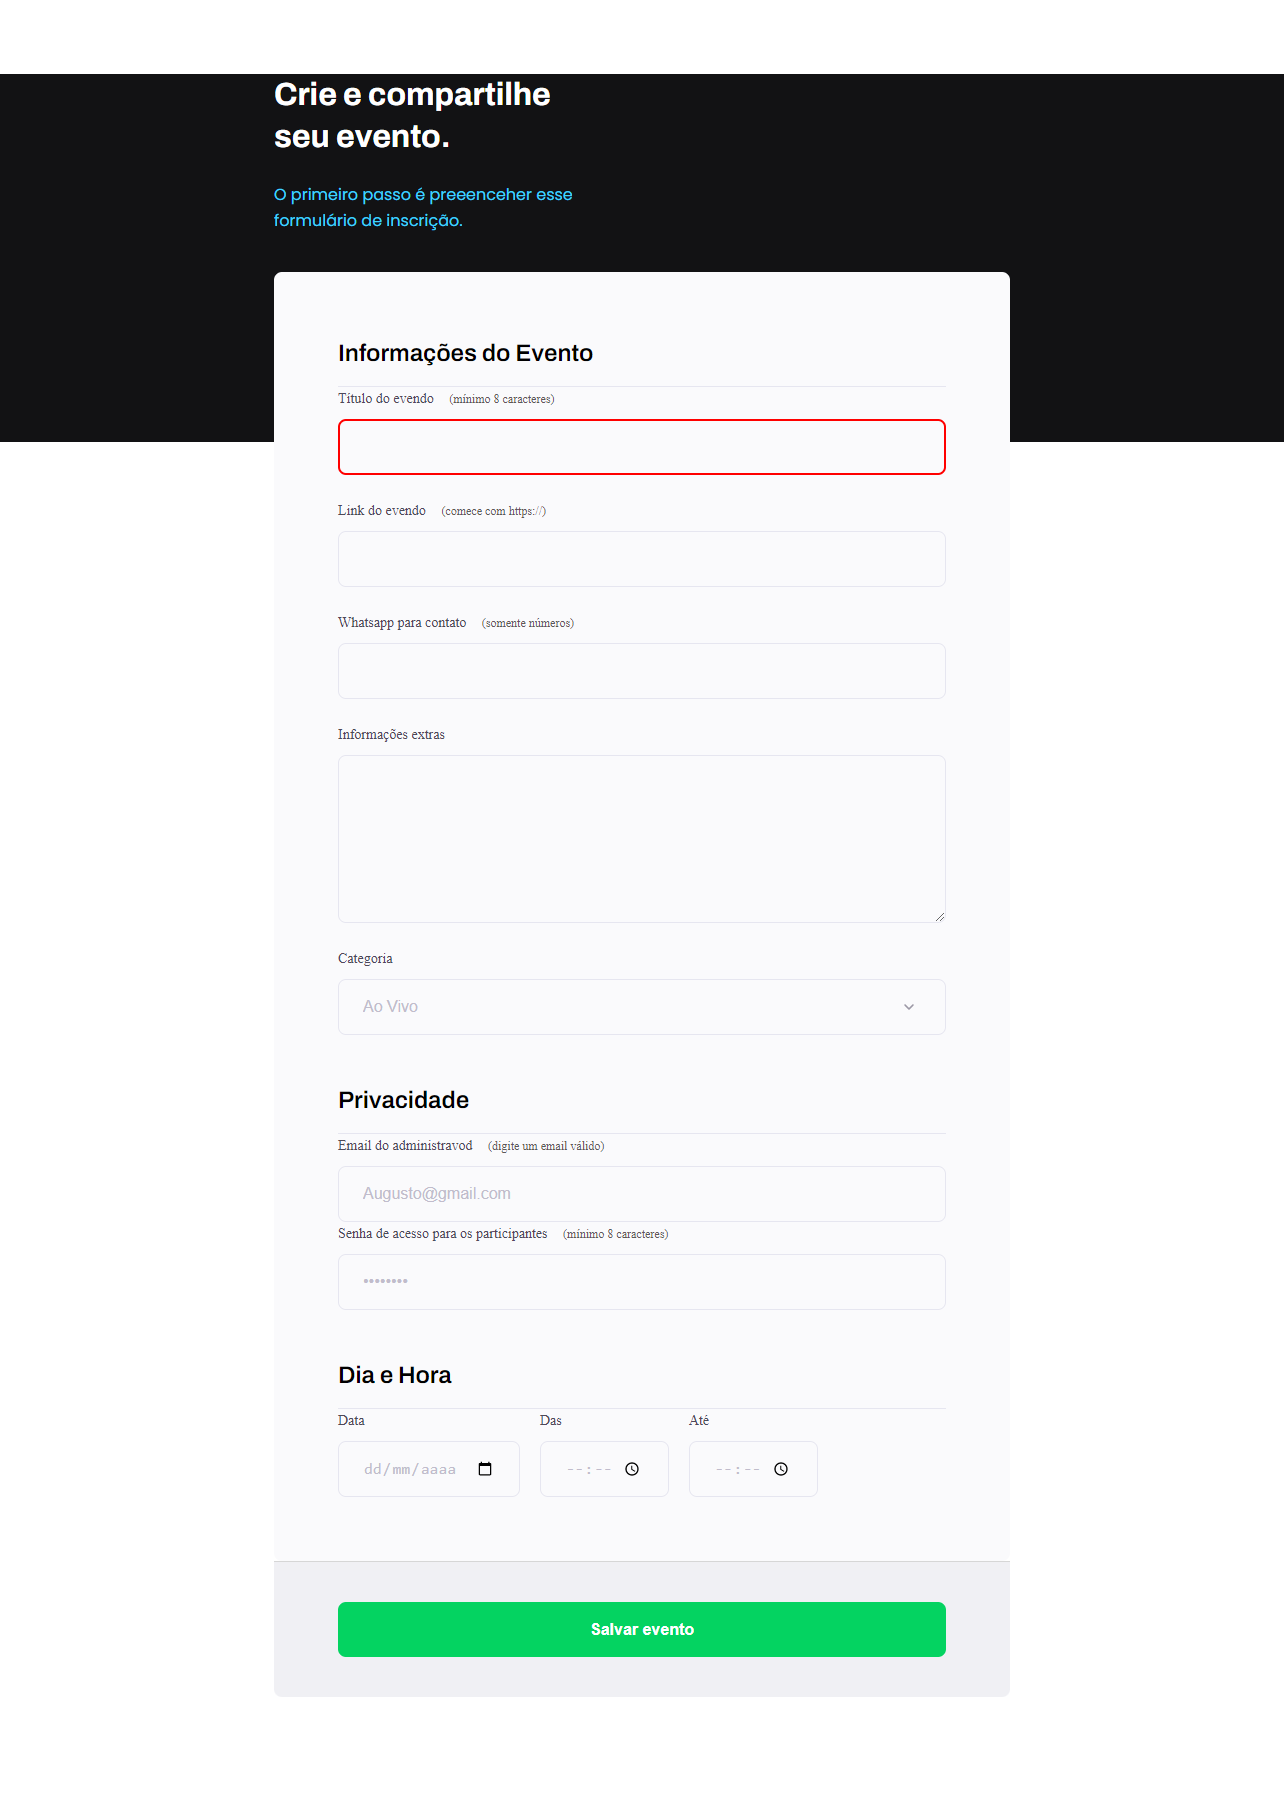 Crie e compartilhe
seu evento.
O primeiro passo é preeenceher esse
formulário de inscrição.
Informações do Evento
Título do evendo (mínimo 8 caracteres)
Link do evendo (comece com https://)
Whatsapp para contato (somente números)
Informações extras
Categoria
Ao Vivo
Privacidade
Email do administravod (digite um email válido)
Augusto@gmail.com
Senha de acesso para os participantes (mínimo 8 caracteres)
••••••••
Dia e Hora
Data Das Até
dd/mm/aaaa --:-- --:--
Salvar evento